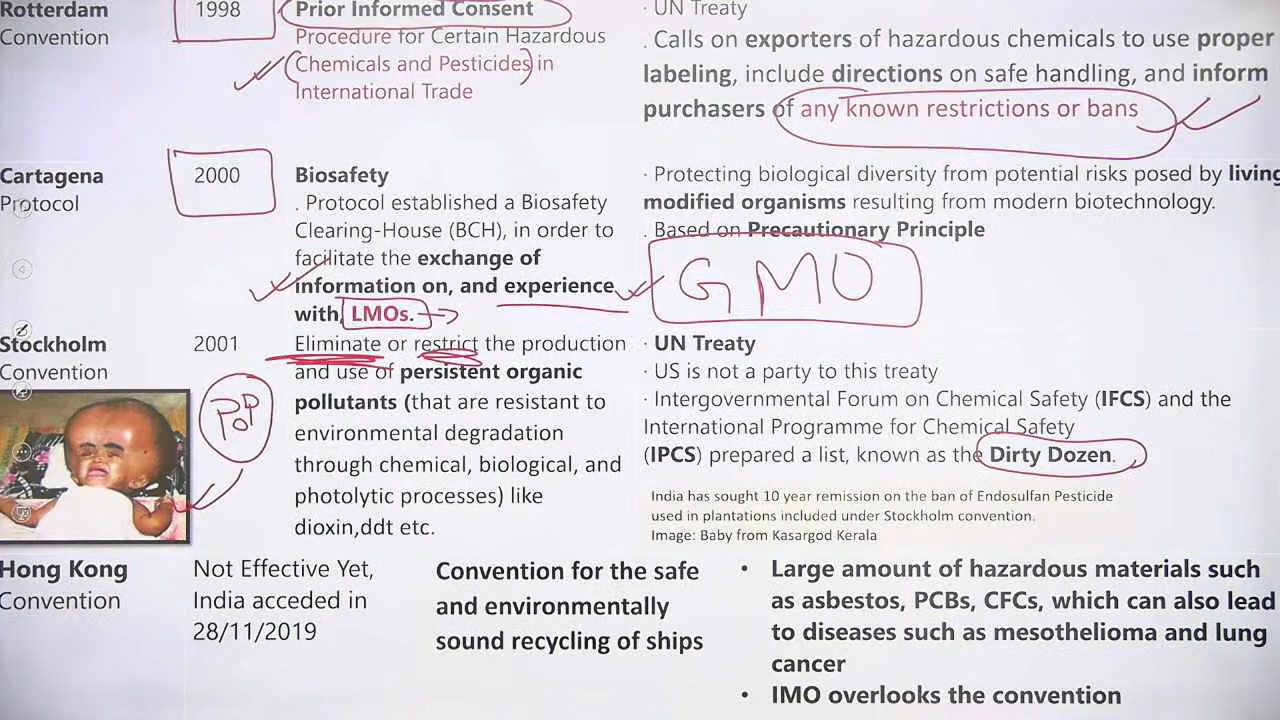 Rotterdam
Convention
1998
Prior Informed Consent
Procedure for Certain Hazardous
Chemicals and Pesticides in
International Trade
· UN Treaty
. Calls on exporters of hazardous chemicals to use proper
labeling, include directions on safe handling, and inform
purchasers of any known restrictions or bans
Cartagena
Protocol
2000
Biosafety
. Protocol established a Biosafety
Clearing-House (BCH), in order to
facilitate the exchange of
information on, and experience
with, LMOs.
· Protecting biological diversity from potential risks posed by living
modified organisms resulting from modern biotechnology.
. Based on Precautionary Principle
GMO
Stockholm
Convention
2001
POP
Eliminate or restrict the production
and use of persistent organic
pollutants (that are resistant to
environmental degradation
through chemical, biological, and
photolytic processes) like
dioxin,ddt etc.
· UN Treaty
· US is not a party to this treaty
· Intergovernmental Forum on Chemical Safety (IFCS) and the
International Programme for Chemical Safety
(IPCS) prepared a list, known as the Dirty Dozen.
India has sought 10 year remission on the ban of Endosulfan Pesticide
used in plantations included under Stockholm convention.
Image: Baby from Kasargod Kerala
Hong Kong
Convention
Not Effective Yet,
India acceded in
28/11/2019
Convention for the safe
and environmentally
sound recycling of ships
• Large amount of hazardous materials such
as asbestos, PCBs, CFCs, which can also lead
to diseases such as mesothelioma and lung
cancer
• IMO overlooks the convention